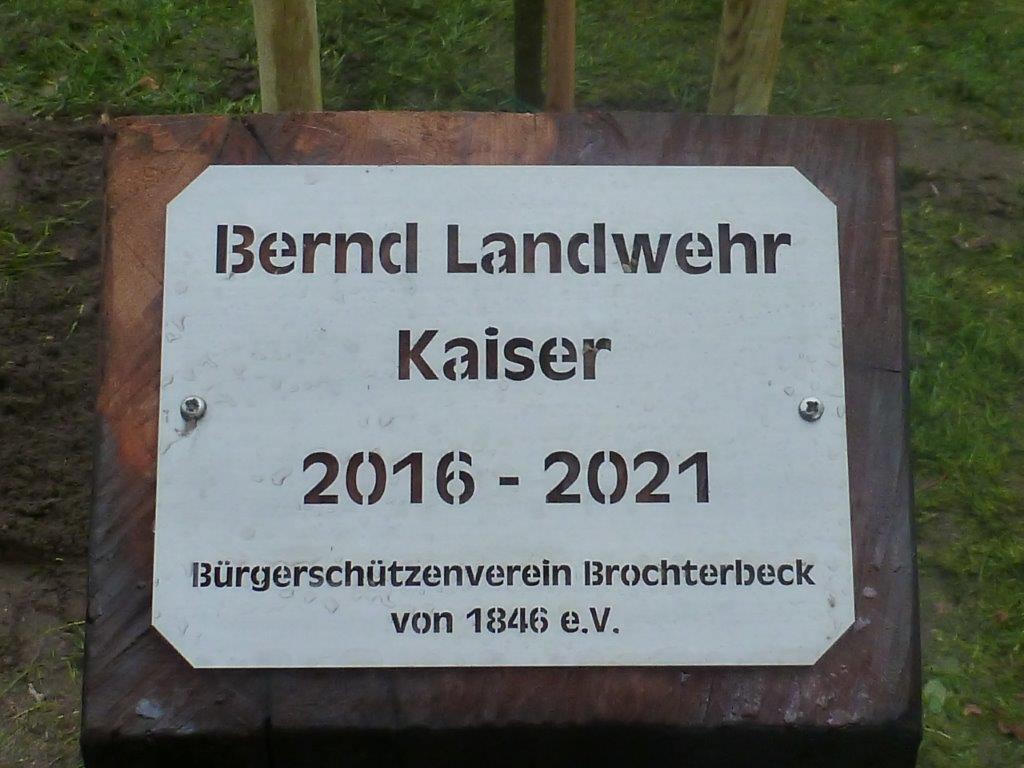 Bernd Landwehr
Kaiser
2016 - 2021
Bürgerschützenverein Brochterbeck
von 1846 e.V.